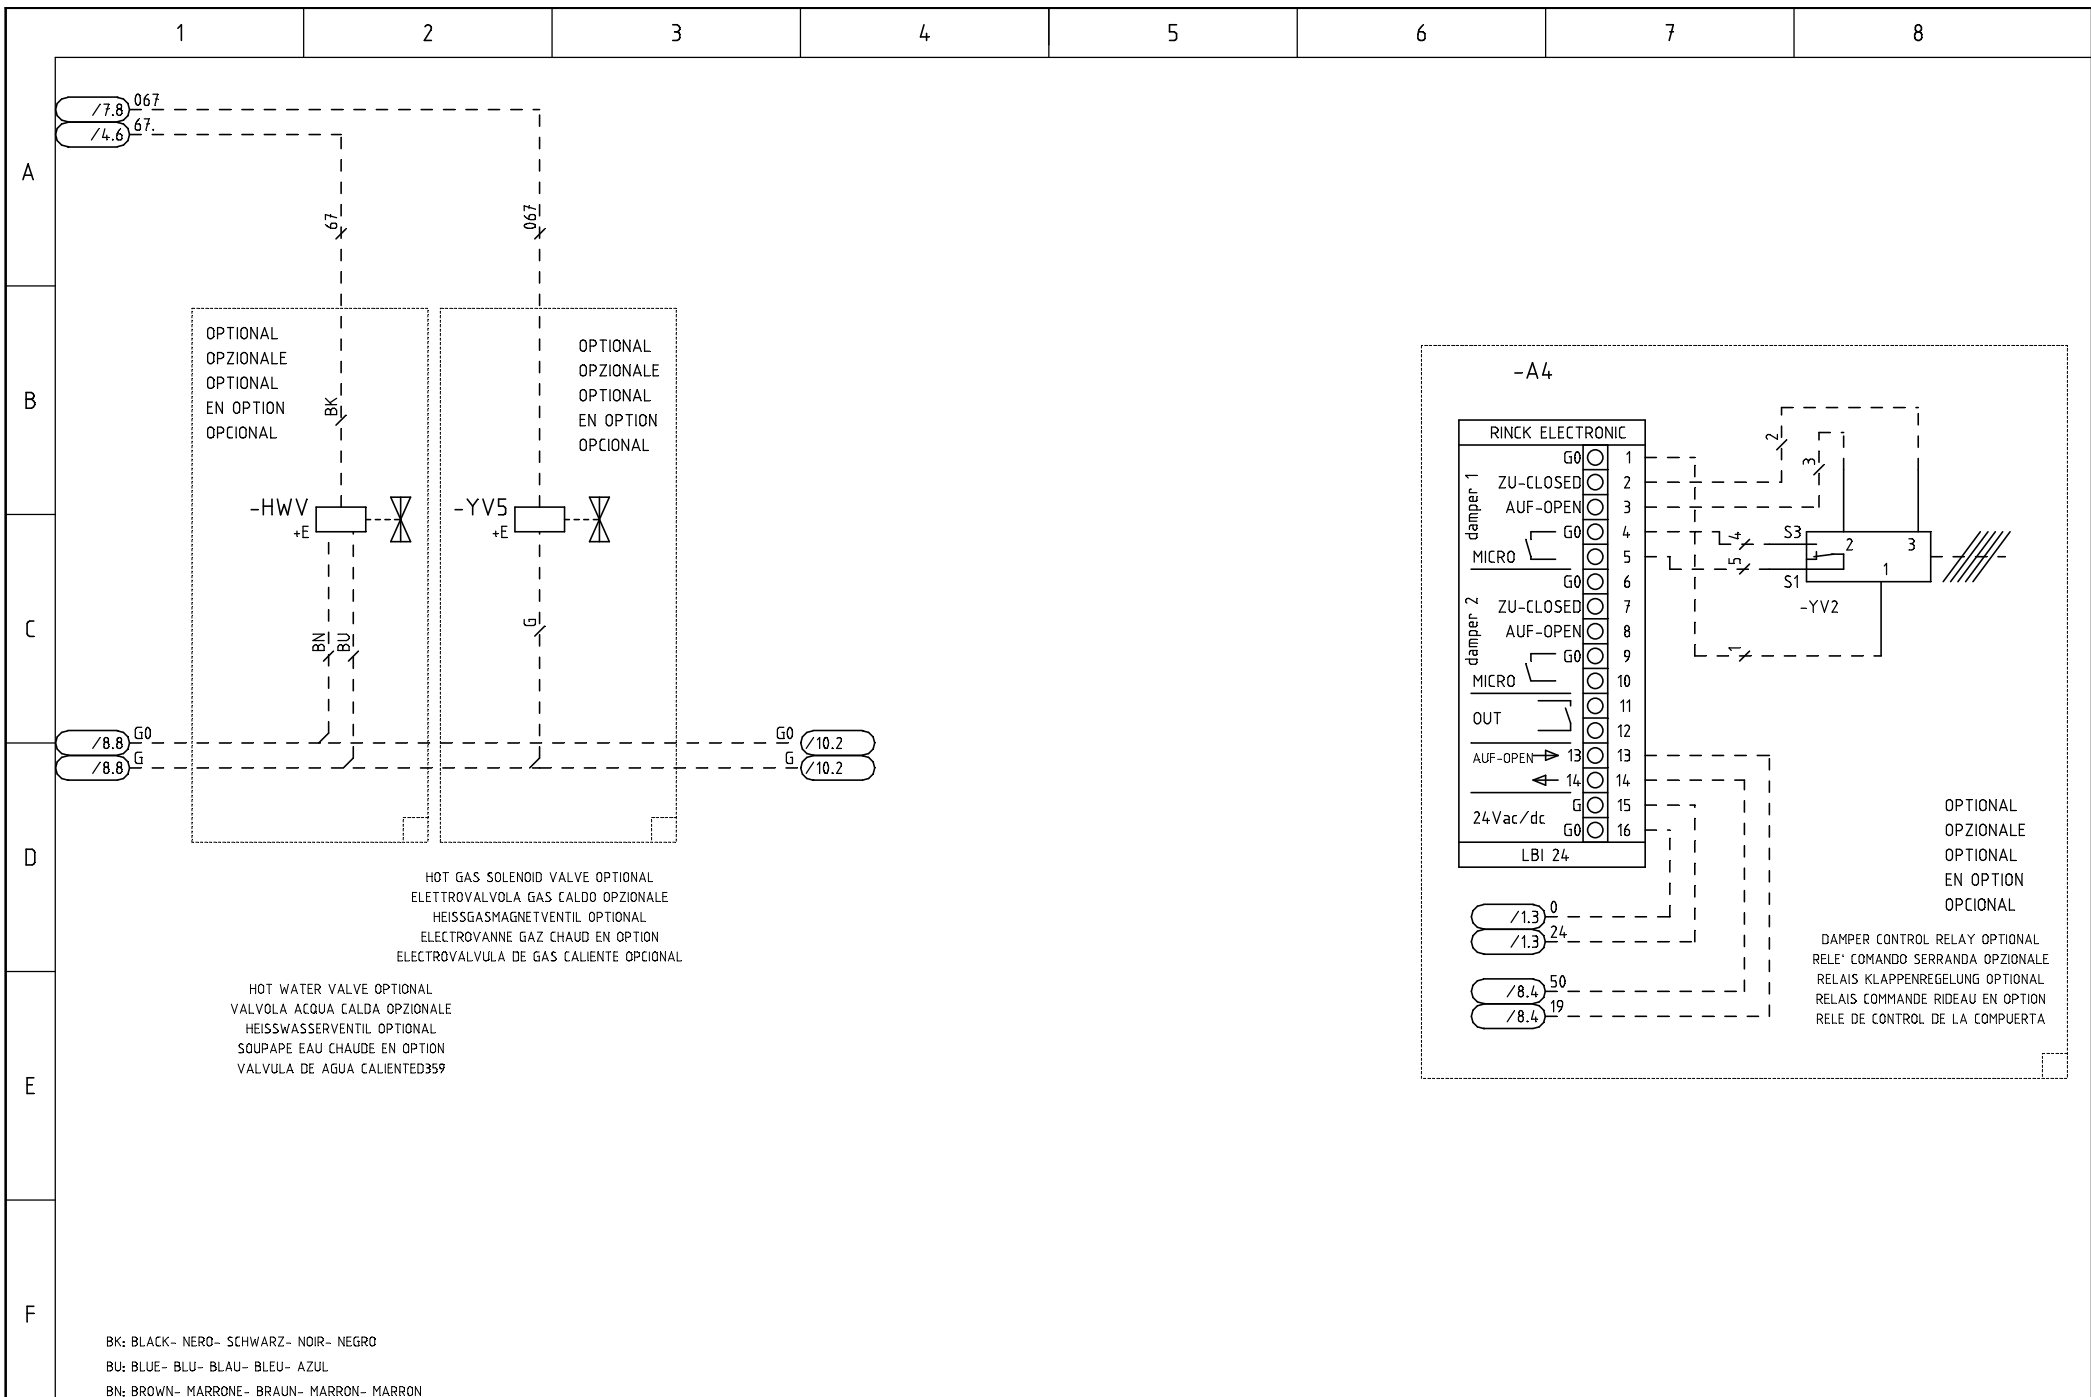 1 2 3 4 5 6 7 8
A
B
C
D
E
F
/7.8 067
/4.6 67.
67
067
OPTIONAL
OPZIONALE
OPTIONAL
EN OPTION
OPCIONAL
BK
-HWV
+E
BN
BU
OPTIONAL
OPZIONALE
OPTIONAL
EN OPTION
OPCIONAL
-YV5
+E
G
/8.8 G0
/8.8 G
G0 /10.2
G /10.2
HOT GAS SOLENOID VALVE OPTIONAL
ELETTROVALVOLA GAS CALDO OPZIONALE
HEISSGASMAGNETVENTIL OPTIONAL
ELECTROVANNE GAZ CHAUD EN OPTION
ELECTROVALVULA DE GAS CALIENTE OPCIONAL
HOT WATER VALVE OPTIONAL
VALVOLA ACQUA CALDA OPZIONALE
HEISSWASSERVENTIL OPTIONAL
SOUPAPE EAU CHAUDE EN OPTION
VALVULA DE AGUA CALIENTED359
-A4
RINCK ELECTRONIC
damper 1
G0 1
ZU-CLOSED 2
AUF-OPEN 3
G0 4
MICRO 5
damper 2
G0 6
ZU-CLOSED 7
AUF-OPEN 8
G0 9
MICRO 10
OUT
11
12
AUF-OPEN 13 13
14 14
24Vac/dc
G 15
G0 16
LBI 24
2
3
4
5
1
S3
S1
2 3
1
-YV2
/1.3 0
/1.3 24
/8.4 50
/8.4 19
OPTIONAL
OPZIONALE
OPTIONAL
EN OPTION
OPCIONAL
DAMPER CONTROL RELAY OPTIONAL
RELE' COMANDO SERRANDA OPZIONALE
RELAIS KLAPPENREGELUNG OPTIONAL
RELAIS COMMANDE RIDEAU EN OPTION
RELE DE CONTROL DE LA COMPUERTA
BK: BLACK- NERO- SCHWARZ- NOIR- NEGRO
BU: BLUE- BLU- BLAU- BLEU- AZUL
BN: BROWN- MARRONE- BRAUN- MARRON- MARRON